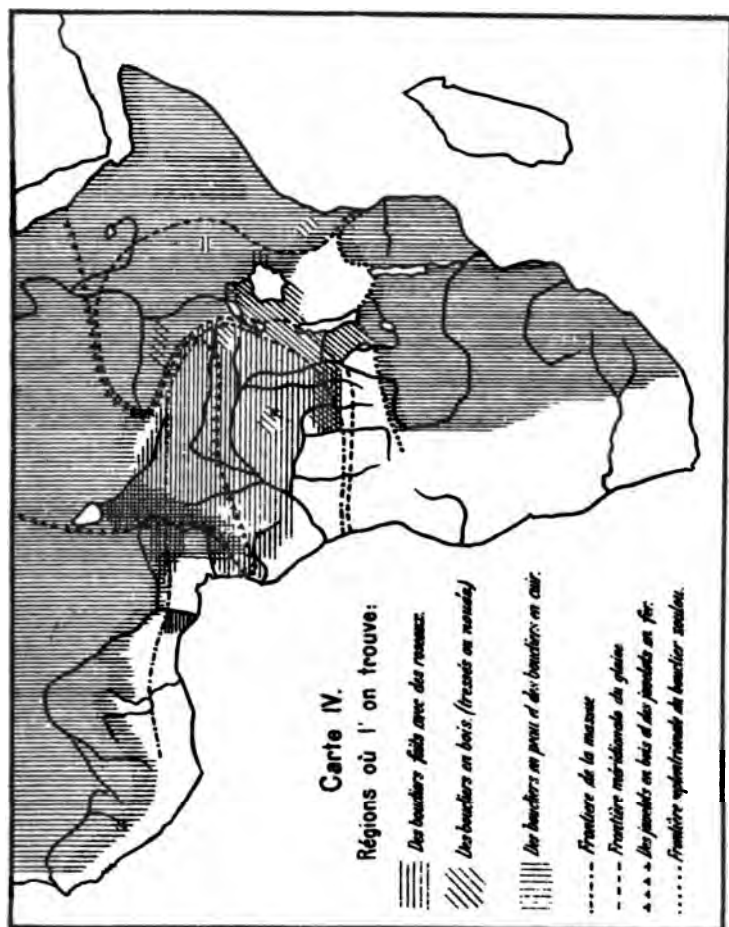 Carte IV.
Régions où l'on trouve:
Des boucliers faits avec des roseaux.
Des boucliers en bois. (tressés ou noués)
Des boucliers en peau et des boucliers en cuir.
Frontière de la massue
Frontière méridionale du glaive
Des javelots en bois et des javelots en fer.
Frontière septentrionale du bouclier zoulou.